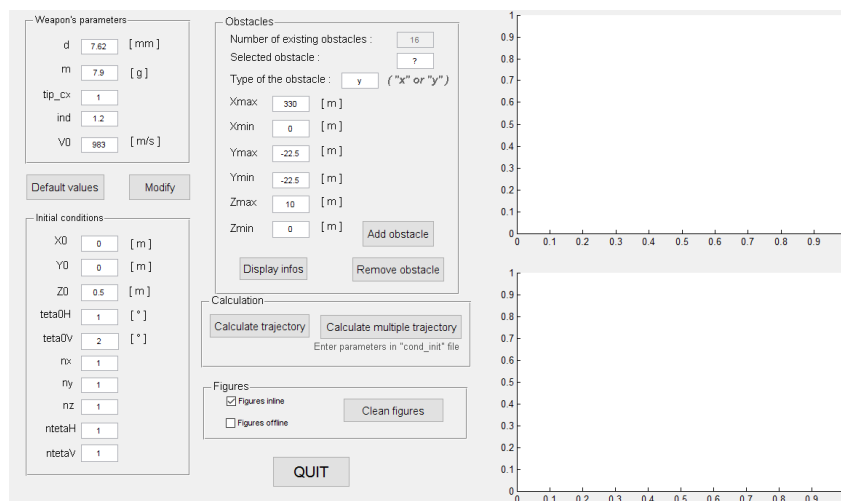 Weapon's parameters
d 7.62 [ mm ]
m 7.9 [ g ]
tip_cx 1
ind 1.2
V0 983 [ m/s ]
Default values
Modify
Initial conditions
X0 0 [ m ]
Y0 0 [ m ]
Z0 0.5 [ m ]
teta0H 1 [ ° ]
teta0V 2 [ ° ]
nx 1
ny 1
nz 1
ntetaH 1
ntetaV 1
Obstacles
Number of existing obstacles : 16
Selected obstacle : ?
Type of the obstacle : y ( "x" or "y" )
Xmax 330 [ m ]
Xmin 0 [ m ]
Ymax -22.5 [ m ]
Ymin -22.5 [ m ]
Zmax 10 [ m ]
Zmin 0 [ m ]
Add obstacle
Display infos
Remove obstacle
Calculation
Calculate trajectory
Calculate multiple trajectory
Enter parameters in "cond_init" file
Figures
Figures inline
Figures offline
Clean figures
QUIT
1
0.9
0.8
0.7
0.6
0.5
0.4
0.3
0.2
0.1
0
0 0.1 0.2 0.3 0.4 0.5 0.6 0.7 0.8 0.9
1
0.9
0.8
0.7
0.6
0.5
0.4
0.3
0.2
0.1
0
0 0.1 0.2 0.3 0.4 0.5 0.6 0.7 0.8 0.9